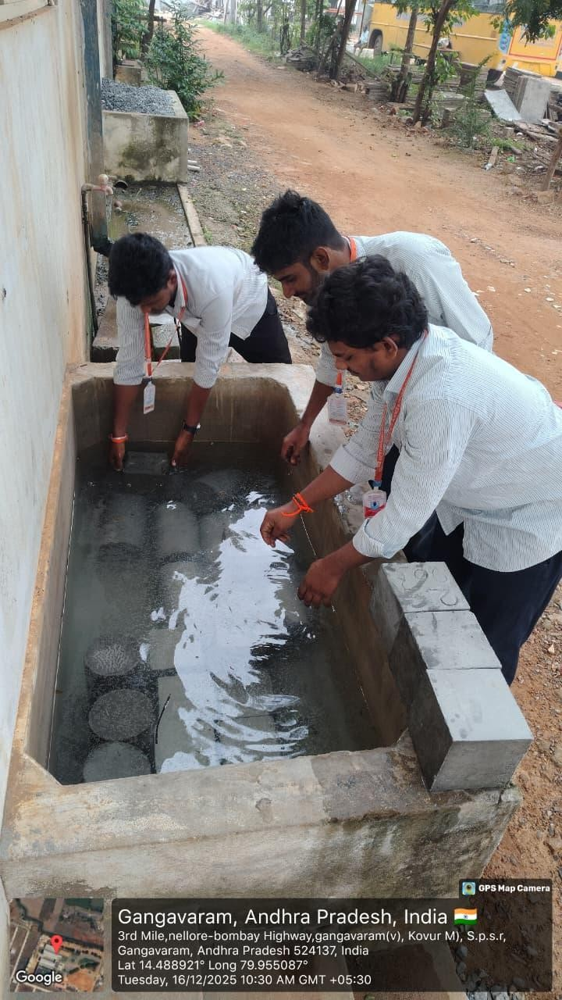 GPS Map Camera
Gangavaram, Andhra Pradesh, India 🇮🇳
3rd Mile,nellore-bombay Highway,gangavaram(v), Kovur M), S.p.s.r,
Gangavaram, Andhra Pradesh 524137, India
Lat 14.488921° Long 79.955087°
Tuesday, 16/12/2025 10:30 AM GMT +05:30
Google